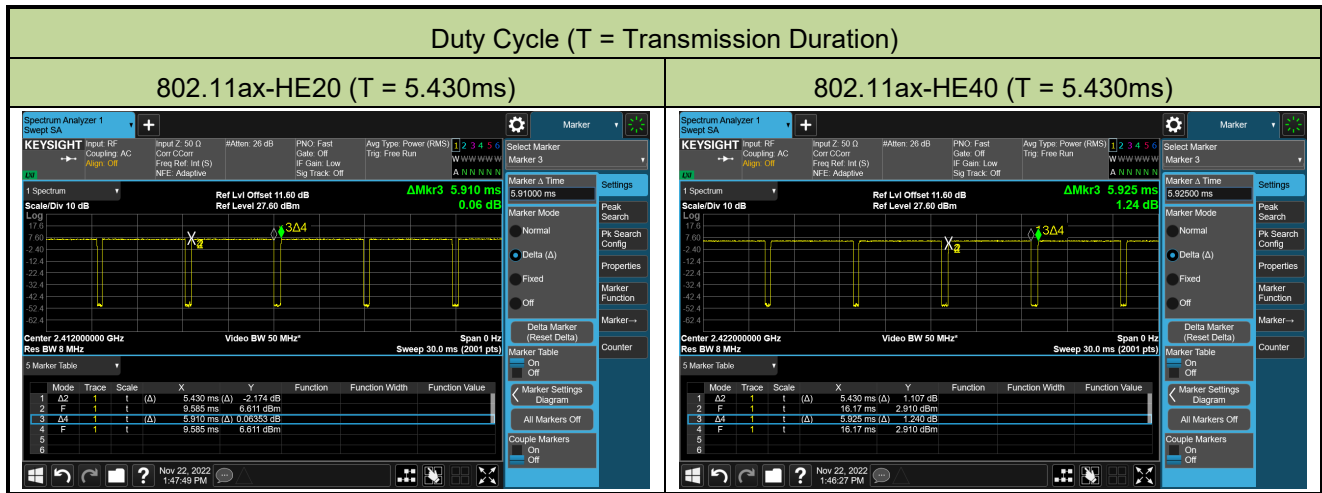 Duty Cycle (T = Transmission Duration)
802.11ax-HE20 (T = 5.430ms)
802.11ax-HE40 (T = 5.430ms)
Spectrum Analyzer 1
Swept SA
+
Marker
KEYSIGHT
Input: RF
Coupling: AC
Align: Off
Input Z: 50 Ω
Corr CCorr
Freq Ref: Int (S)
NFE: Adaptive
#Atten: 26 dB
PNO: Fast
Gate: Off
IF Gain: Low
Sig Track: Off
Avg Type: Power (RMS)
Trig: Free Run
1 2 3 4 5 6
W W W W W W
A N N N N N
LXI
Select Marker
Marker 3
1 Spectrum
Scale/Div 10 dB
Log
Ref Lvl Offset 11.60 dB
Ref Level 27.60 dBm
ΔMkr3 5.910 ms
0.06 dB
17.6
7.60
-2.40
-12.4
-22.4
-32.4
-42.4
-52.4
-62.4
X
2
3Δ4
Center 2.412000000 GHz
Res BW 8 MHz
Video BW 50 MHz*
Span 0 Hz
Sweep 30.0 ms (2001 pts)
5 Marker Table
Mode Trace Scale X Y Function Function Width Function Value
1 Δ2 1 t (Δ) 5.430 ms (Δ) -2.174 dB
2 F 1 t 9.585 ms 6.611 dBm
3 Δ4 1 t (Δ) 5.910 ms (Δ) 0.06353 dB
4 F 1 t 9.585 ms 6.611 dBm
5
6
Marker Δ Time
5.91000 ms
Marker Mode
Normal
Delta (Δ)
Fixed
Off
Delta Marker
(Reset Delta)
Marker Table
On
Off
Marker Settings
Diagram
All Markers Off
Couple Markers
On
Off
Settings
Peak
Search
Pk Search
Config
Properties
Marker
Function
Marker→
Counter
?
Nov 22, 2022
1:47:49 PM
Spectrum Analyzer 1
Swept SA
+
Marker
KEYSIGHT
Input: RF
Coupling: AC
Align: Off
Input Z: 50 Ω
Corr CCorr
Freq Ref: Int (S)
NFE: Adaptive
#Atten: 26 dB
PNO: Fast
Gate: Off
IF Gain: Low
Sig Track: Off
Avg Type: Power (RMS)
Trig: Free Run
1 2 3 4 5 6
W W W W W W
A N N N N N
LXI
Select Marker
Marker 3
1 Spectrum
Scale/Div 10 dB
Log
Ref Lvl Offset 11.60 dB
Ref Level 27.60 dBm
ΔMkr3 5.925 ms
1.24 dB
17.6
7.60
-2.40
-12.4
-22.4
-32.4
-42.4
-52.4
-62.4
X
2
3Δ4
Center 2.422000000 GHz
Res BW 8 MHz
Video BW 50 MHz*
Span 0 Hz
Sweep 30.0 ms (2001 pts)
5 Marker Table
Mode Trace Scale X Y Function Function Width Function Value
1 Δ2 1 t (Δ) 5.430 ms (Δ) 1.107 dB
2 F 1 t 16.17 ms 2.910 dBm
3 Δ4 1 t (Δ) 5.925 ms (Δ) 1.240 dB
4 F 1 t 16.17 ms 2.910 dBm
5
6
Marker Δ Time
5.92500 ms
Marker Mode
Normal
Delta (Δ)
Fixed
Off
Delta Marker
(Reset Delta)
Marker Table
On
Off
Marker Settings
Diagram
All Markers Off
Couple Markers
On
Off
Settings
Peak
Search
Pk Search
Config
Properties
Marker
Function
Marker→
Counter
?
Nov 22, 2022
1:46:27 PM